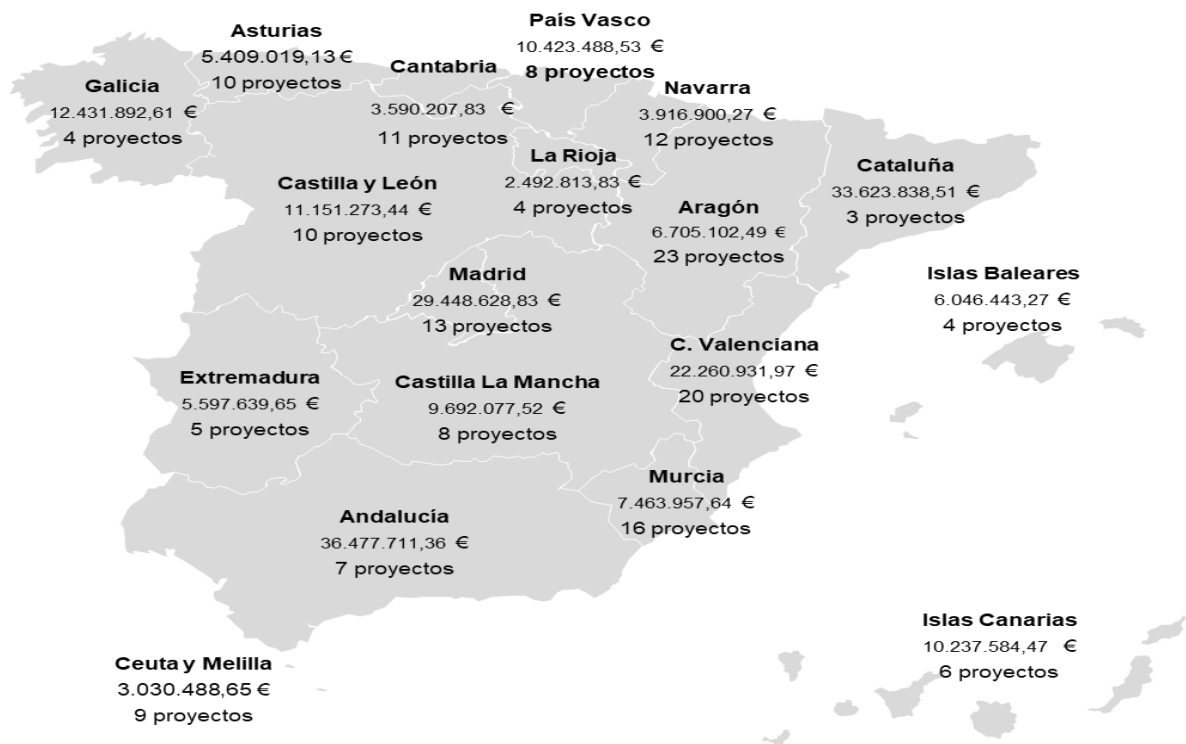 País Vasco
10.423.488,53 €
8 proyectos
Asturias
5.409.019,13 €
10 proyectos
Cantabria
3.590.207,83 €
11 proyectos
Galicia
12.431.892,61 €
4 proyectos
Navarra
3.916.900,27 €
12 proyectos
La Rioja
2.492.813,83 €
4 proyectos
Cataluña
33.623.838,51 €
3 proyectos
Castilla y León
11.151.273,44 €
10 proyectos
Aragón
6.705.102,49 €
23 proyectos
Madrid
29.448.628,83 €
13 proyectos
Islas Baleares
6.046.443,27 €
4 proyectos
C. Valenciana
22.260.931,97 €
20 proyectos
Extremadura
5.597.639,65 €
5 proyectos
Castilla La Mancha
9.692.077,52 €
8 proyectos
Murcia
7.463.957,64 €
16 proyectos
Andalucía
36.477.711,36 €
7 proyectos
Islas Canarias
10.237.584,47 €
6 proyectos
Ceuta y Melilla
3.030.488,65 €
9 proyectos